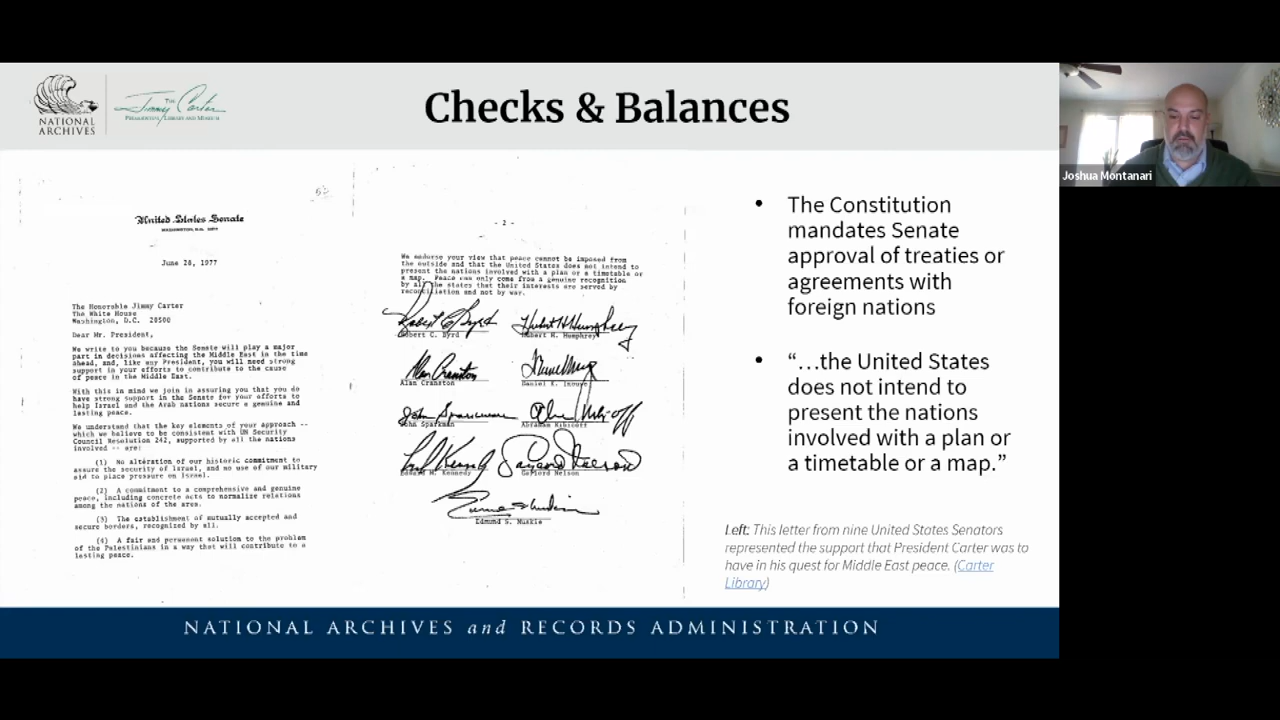 NATIONAL
ARCHIVES
THE
Jimmy Carter
PRESIDENTIAL LIBRARY AND MUSEUM
Checks & Balances
Joshua Montanari
United States Senate
WASHINGTON, D.C.
June 28, 1977
The Honorable Jimmy Carter
The White House
Washington, D.C. 20500
Dear Mr. President,
We write to you because the Senate will play a major
part in decisions affecting the Middle East in the time
ahead, and, like any President, you will need strong
support in your efforts to contribute to the cause
of peace in the Middle East.
With this in mind we join in assuring you that you do
have strong support in the Senate for your efforts to
help Israel and the Arab nations secure a genuine and
lasting peace.
We understand that the key elements of your approach --
which we believe to be consistent with UN Security
Council Resolution 242, supported by all the nations
involved -- are:
(1) No alteration of our historic commitment to
assure the security of Israel, and no use of our military
aid to place pressure on Israel.
(2) A commitment to a comprehensive and genuine
peace, including concrete acts to normalize relations
among the nations of the area.
(3) The establishment of mutually accepted and
secure borders, recognized by all.
(4) A fair and permanent solution to the problem
of the Palestinians in a way that will contribute to a
lasting peace.
- 2 -
We endorse your view that peace cannot be imposed from
the outside and that the United States does not intend to
present the nations involved with a plan or a timetable or
a map. Peace can only come from a genuine recognition
by all the states that their interests are served by
reconciliation and not by war.
Robert C. Byrd Hubert H. Humphrey
Robert C. Byrd Hubert H. Humphrey
Alan Cranston
Alan Cranston Daniel K. Inouye
John Sparkman Abe Ribicoff
John Sparkman Abraham Ribicoff
Gaylord Nelson
Edward M. Kennedy Gaylord Nelson
Edmund S. Muskie
• The Constitution
mandates Senate
approval of treaties or
agreements with
foreign nations
• “…the United States
does not intend to
present the nations
involved with a plan or
a timetable or a map.”
Left: This letter from nine United States Senators
represented the support that President Carter was to
have in his quest for Middle East peace. (Carter
Library)
NATIONAL ARCHIVES and RECORDS ADMINISTRATION